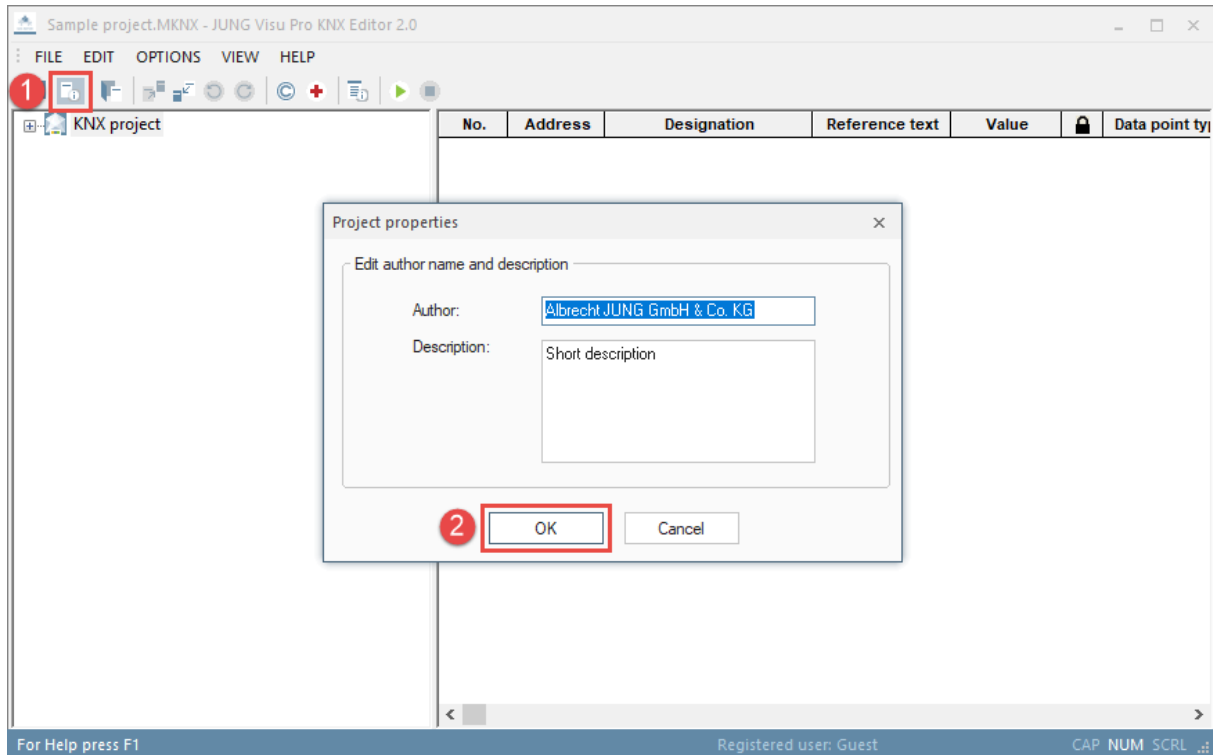 Sample project.MKNX - JUNG Visu Pro KNX Editor 2.0
FILE EDIT OPTIONS VIEW HELP
1
KNX project
No. Address Designation Reference text Value Data point typ
Project properties
Edit author name and description
Author: Albrecht JUNG GmbH & Co. KG
Description: Short description
2 OK Cancel
For Help press F1 Registered user: Guest CAP NUM SCRL